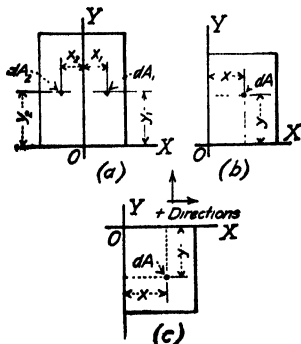 Y
x₂ x₁
dA₂ dA₁
y₂ y₁
O X
(a)
Y
x dA
y
O X
(b)
+ Directions
Y
O X
dA y
x
(c)